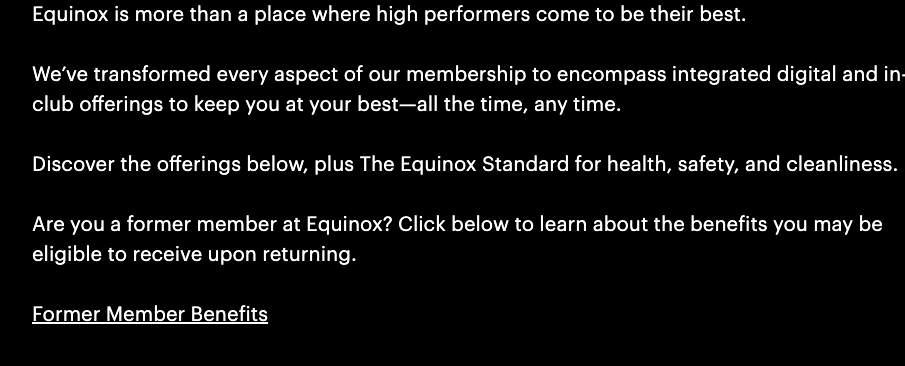 Equinox is more than a place where high performers come to be their best.
We’ve transformed every aspect of our membership to encompass integrated digital and in-
club offerings to keep you at your best—all the time, any time.
Discover the offerings below, plus The Equinox Standard for health, safety, and cleanliness.
Are you a former member at Equinox? Click below to learn about the benefits you may be
eligible to receive upon returning.
Former Member Benefits